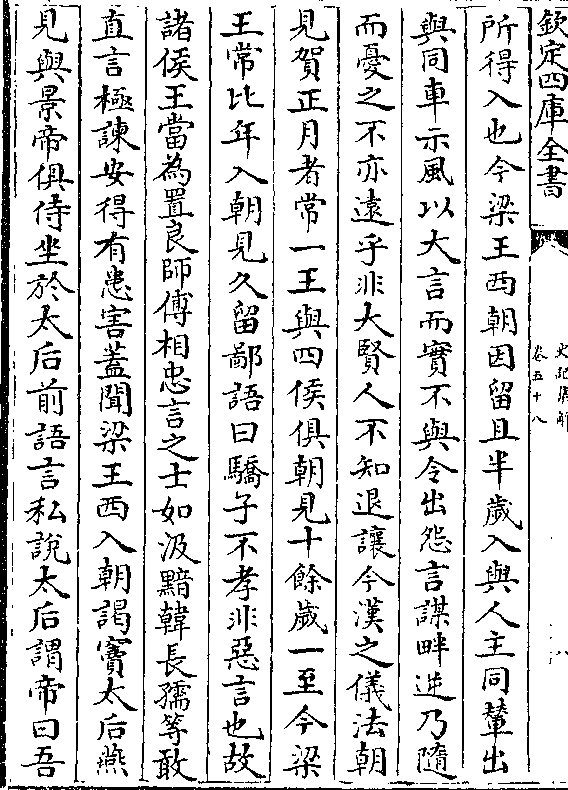 欽定四庫全書
史記集解
卷五十八
八
所得入也今梁王西朝因留且半歲入與人主同輦出
與同車示風以大言而實不與令出怨言謀畔逆乃隨
而憂之不亦遠乎非大賢人不知退讓今漢之儀法朝
見賀正月者常一王與四侯俱朝見十餘歲一至今梁
王常比年入朝見久留鄙語曰驕子不孝非惡言也故
諸侯王當為置良師傅相忠言之士如汲黯韓長孺等敢
直言極諫安得有患害蓋聞梁王西入朝謁竇太后燕
見與景帝俱侍坐於太后前語言私說太后謂帝曰吾